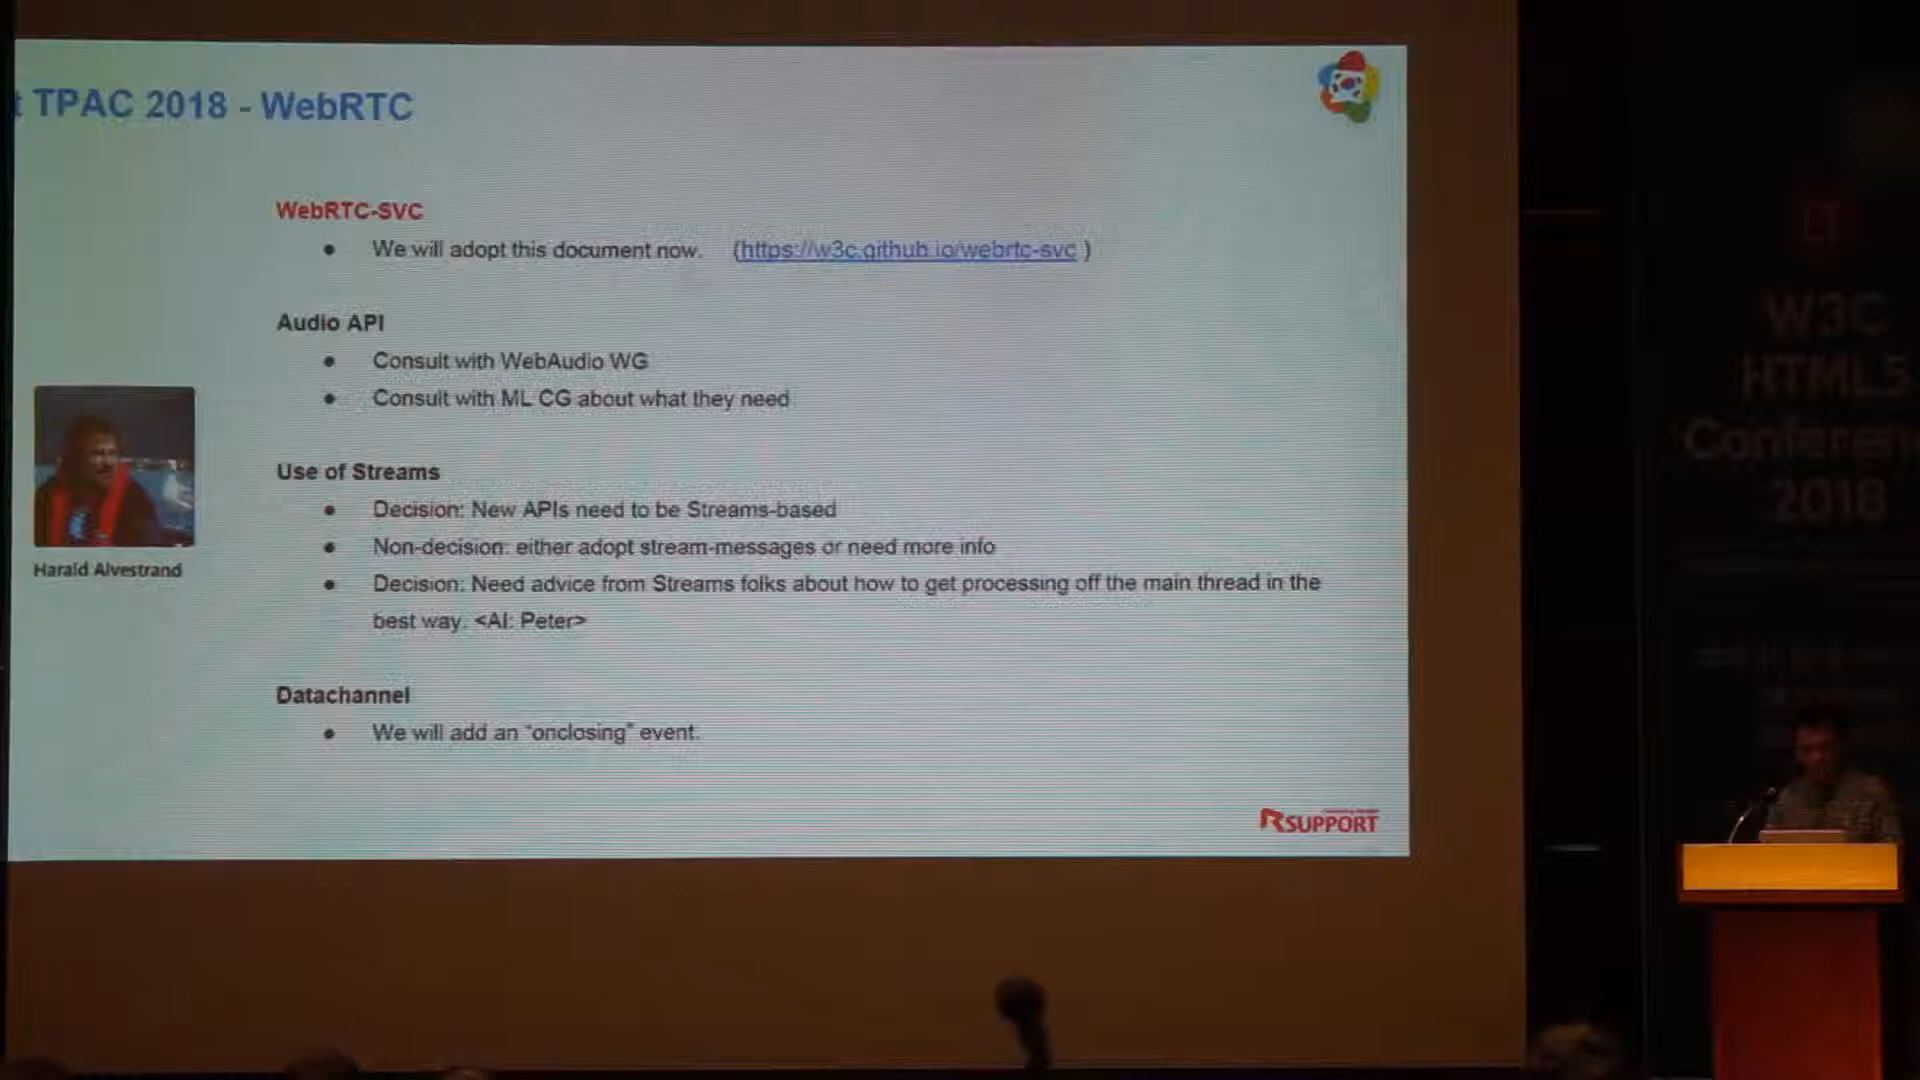 t TPAC 2018 - WebRTC
WebRTC-SVC
● We will adopt this document now. (https://w3c.github.io/webrtc-svc )
Audio API
● Consult with WebAudio WG
● Consult with ML CG about what they need
Use of Streams
● Decision: New APIs need to be Streams-based
● Non-decision: either adopt stream-messages or need more info
● Decision: Need advice from Streams folks about how to get processing off the main thread in the
best way. <AI: Peter>
Harald Alvestrand
Datachannel
● We will add an "onclosing" event.
RSUPPORT
W3C
HTML5
Conferen
2018